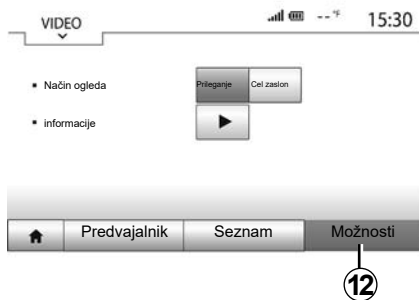 VIDEO
--°F
15:30
▪ Način ogleda
Prileganje
Cel zaslon
▪ informacije
Predvajalnik
Seznam
Možnosti
12